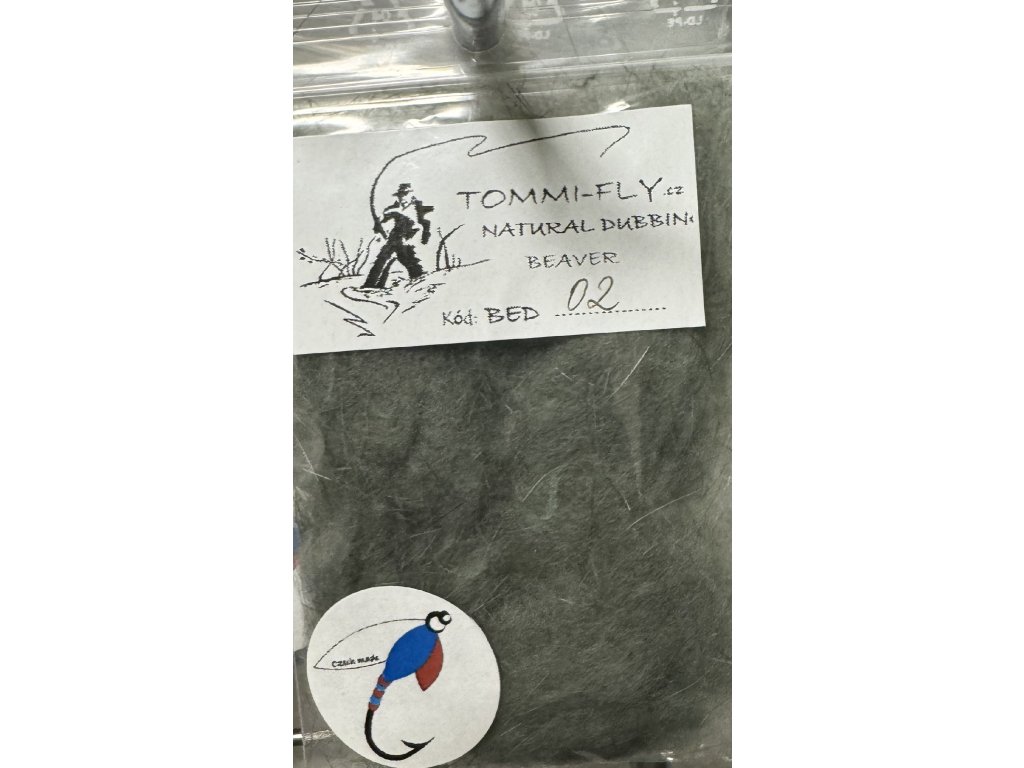 TOMMI-FLY.cz
NATURAL DUBBIN
BEAVER
Kód: BED 02
czech made